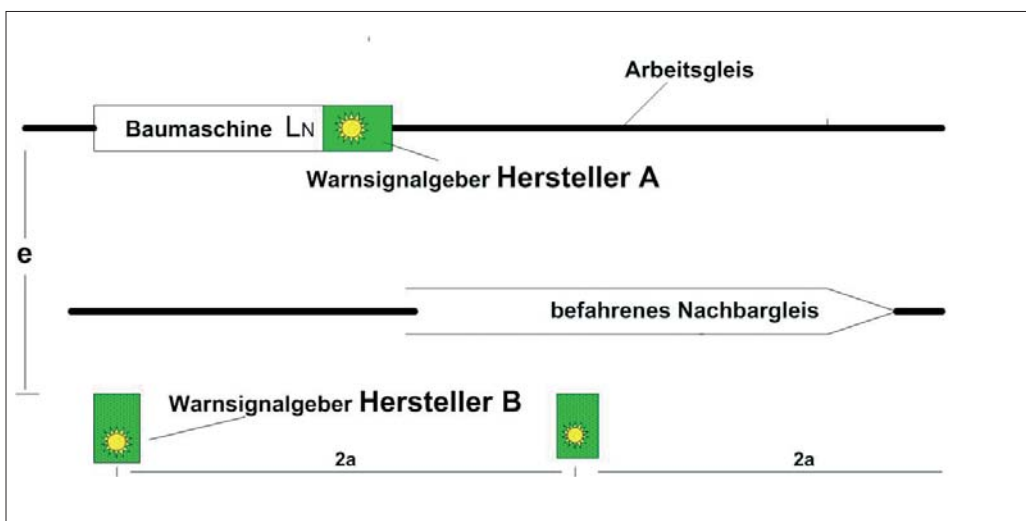 Arbeitsgleis
Baumaschine LN
Warnsignalgeber Hersteller A
e
befahrenes Nachbargleis
Warnsignalgeber Hersteller B
2a
2a